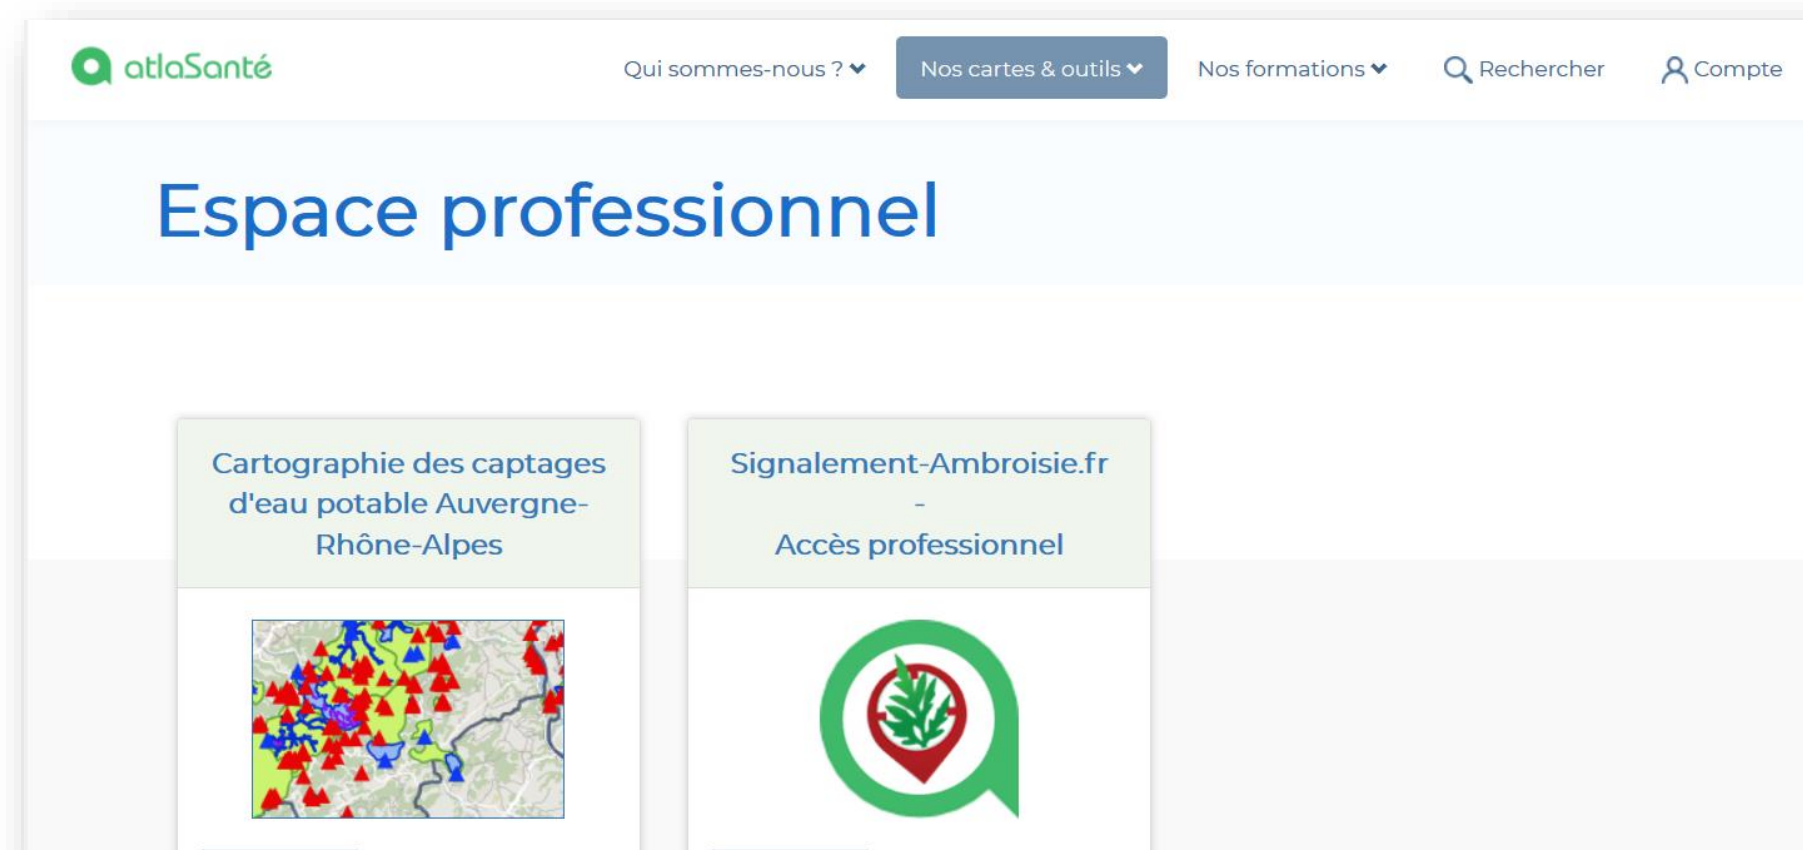 atlaSanté
Qui sommes-nous ?
Nos cartes & outils
Nos formations
Rechercher
Compte
Espace professionnel
Cartographie des captages
d'eau potable Auvergne-
Rhône-Alpes
Signalement-Ambroisie.fr
-
Accès professionnel